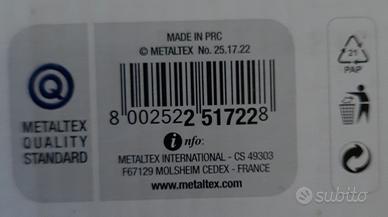 MADE IN PRC
© METALTEX No. 25.17.22
8 002522 517228
Q
METALTEX
QUALITY
STANDARD
info:
METALTEX INTERNATIONAL - CS 49303
F67129 MOLSHEIM CEDEX - FRANCE
www.metaltex.com
21
PAP
subito